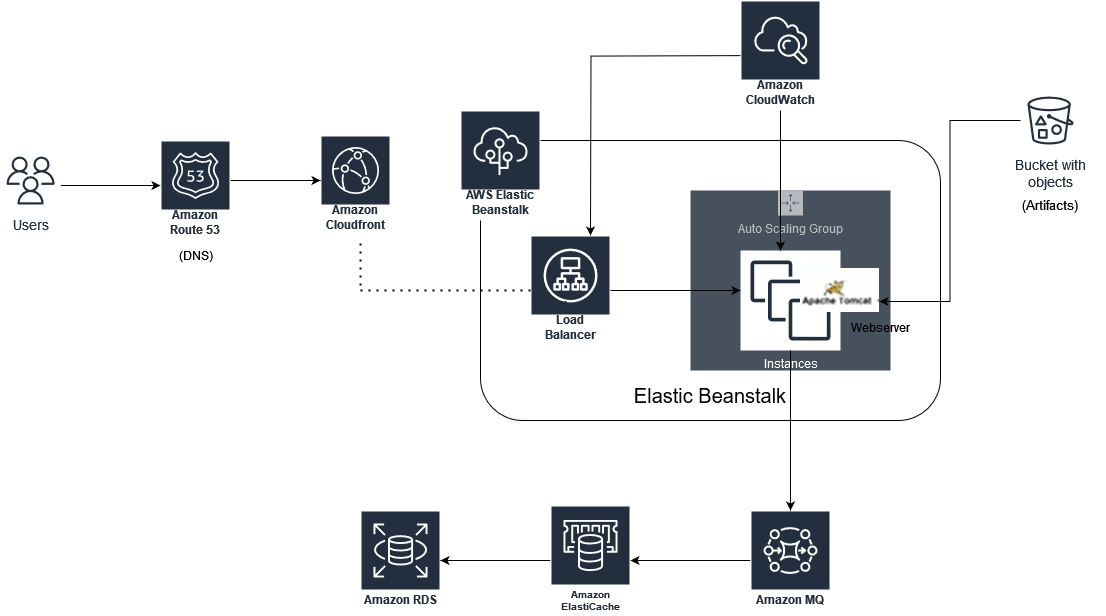 Amazon
CloudWatch
Bucket with
objects
(Artifacts)
53
Users
Amazon
Route 53
(DNS)
Amazon
Cloudfront
AWS Elastic
Beanstalk
Auto Scaling Group
Apache Tomcat
Webserver
Load
Balancer
Instances
Elastic Beanstalk
Amazon RDS
Amazon
ElastiCache
Amazon MQ